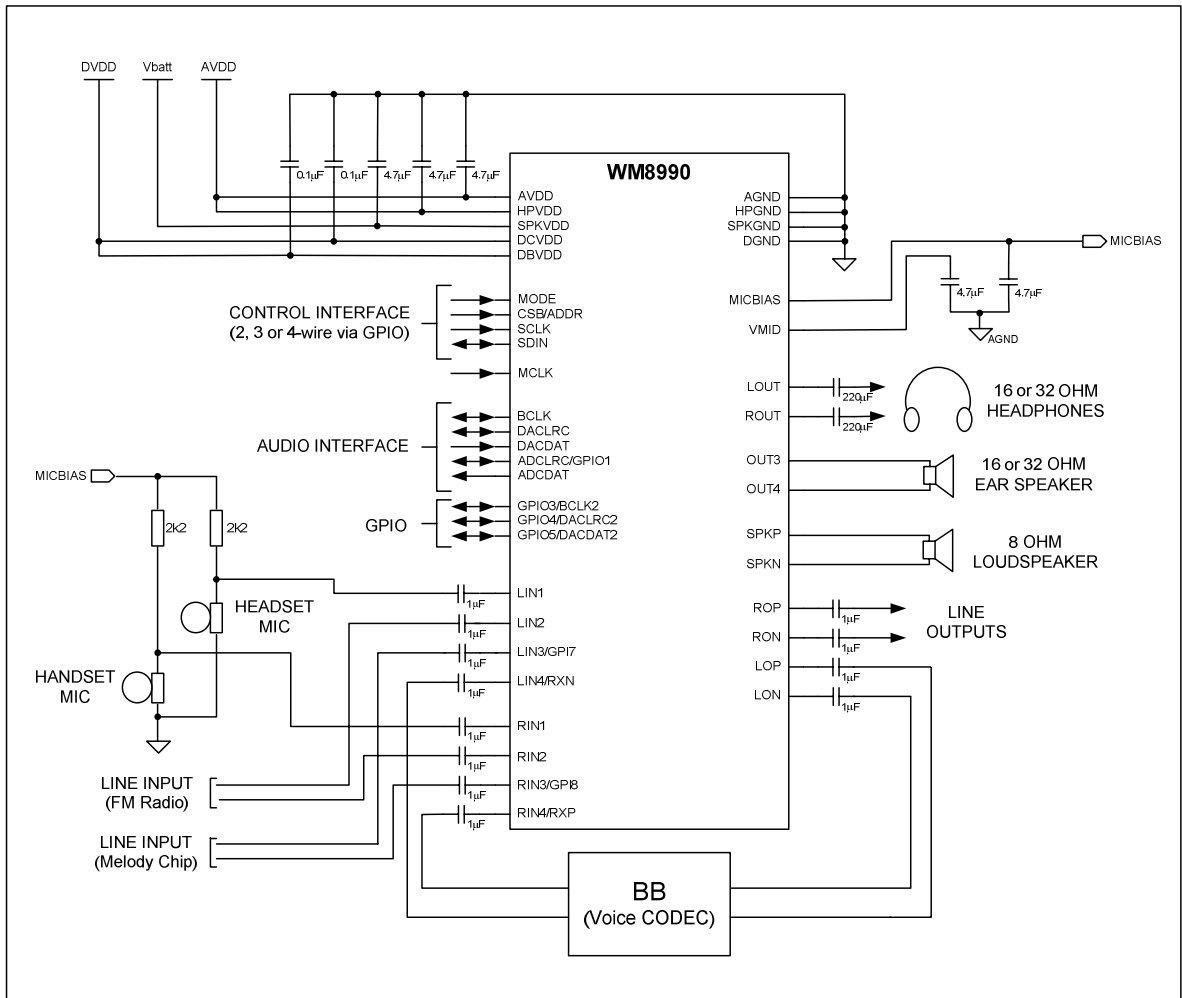 DVDD
Vbatt
AVDD
0.1µF
0.1µF
4.7µF
4.7µF
4.7µF
WM8990
AVDD
HPVDD
SPKVDD
DCVDD
DBVDD
AGND
HPGND
SPKGND
DGND
MICBIAS
MICBIAS
VMID
4.7µF
4.7µF
AGND
CONTROL INTERFACE
(2, 3 or 4-wire via GPIO)
MODE
CSB/ADDR
SCLK
SDIN
MCLK
AUDIO INTERFACE
BCLK
DACLRC
DACDAT
ADCLRC/GPIO1
ADCDAT
GPIO
GPIO3/BCLK2
GPIO4/DACLRC2
GPIO5/DACDAT2
LOUT
220µF
ROUT
220µF
16 or 32 OHM
HEADPHONES
OUT3
OUT4
16 or 32 OHM
EAR SPEAKER
SPKP
SPKN
8 OHM
LOUDSPEAKER
ROP
1µF
RON
1µF
LINE
OUTPUTS
LOP
1µF
LON
1µF
MICBIAS
2k2
2k2
HEADSET
MIC
HANDSET
MIC
1µF
LIN1
1µF
LIN2
1µF
LIN3/GPI7
1µF
LIN4/RXN
1µF
RIN1
1µF
RIN2
1µF
RIN3/GPI8
1µF
RIN4/RXP
LINE INPUT
(FM Radio)
LINE INPUT
(Melody Chip)
BB
(Voice CODEC)